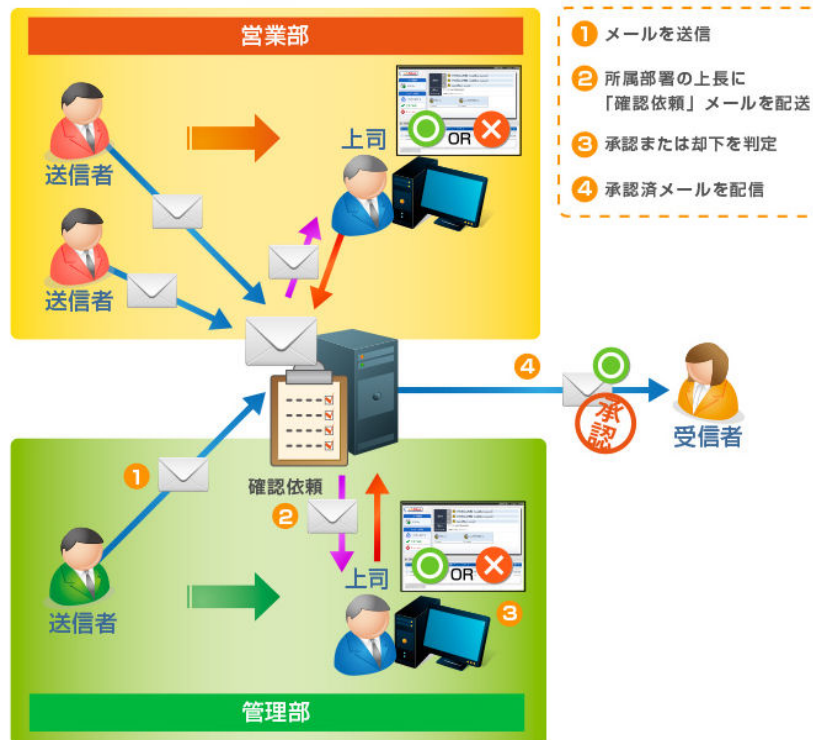 営業部
送信者
送信者
上司
OR
1 メールを送信
2 所属部署の上長に
「確認依頼」メールを配送
3 承認または却下を判定
4 承認済メールを配信
4
承認
受信者
1
確認依頼
2
送信者
上司
OR
3
管理部